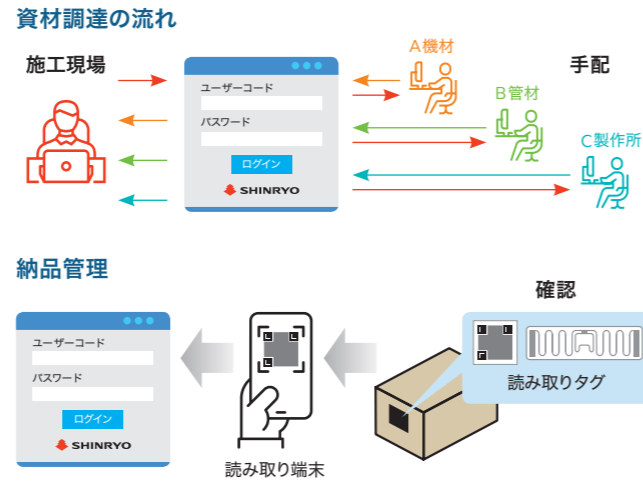 資材調達の流れ
施工現場
手配
A機材
B管材
C製作所
ユーザーコード
パスワード
ログイン
SHINRYO
納品管理
確認
ユーザーコード
パスワード
ログイン
SHINRYO
読み取りタグ
読み取り端末